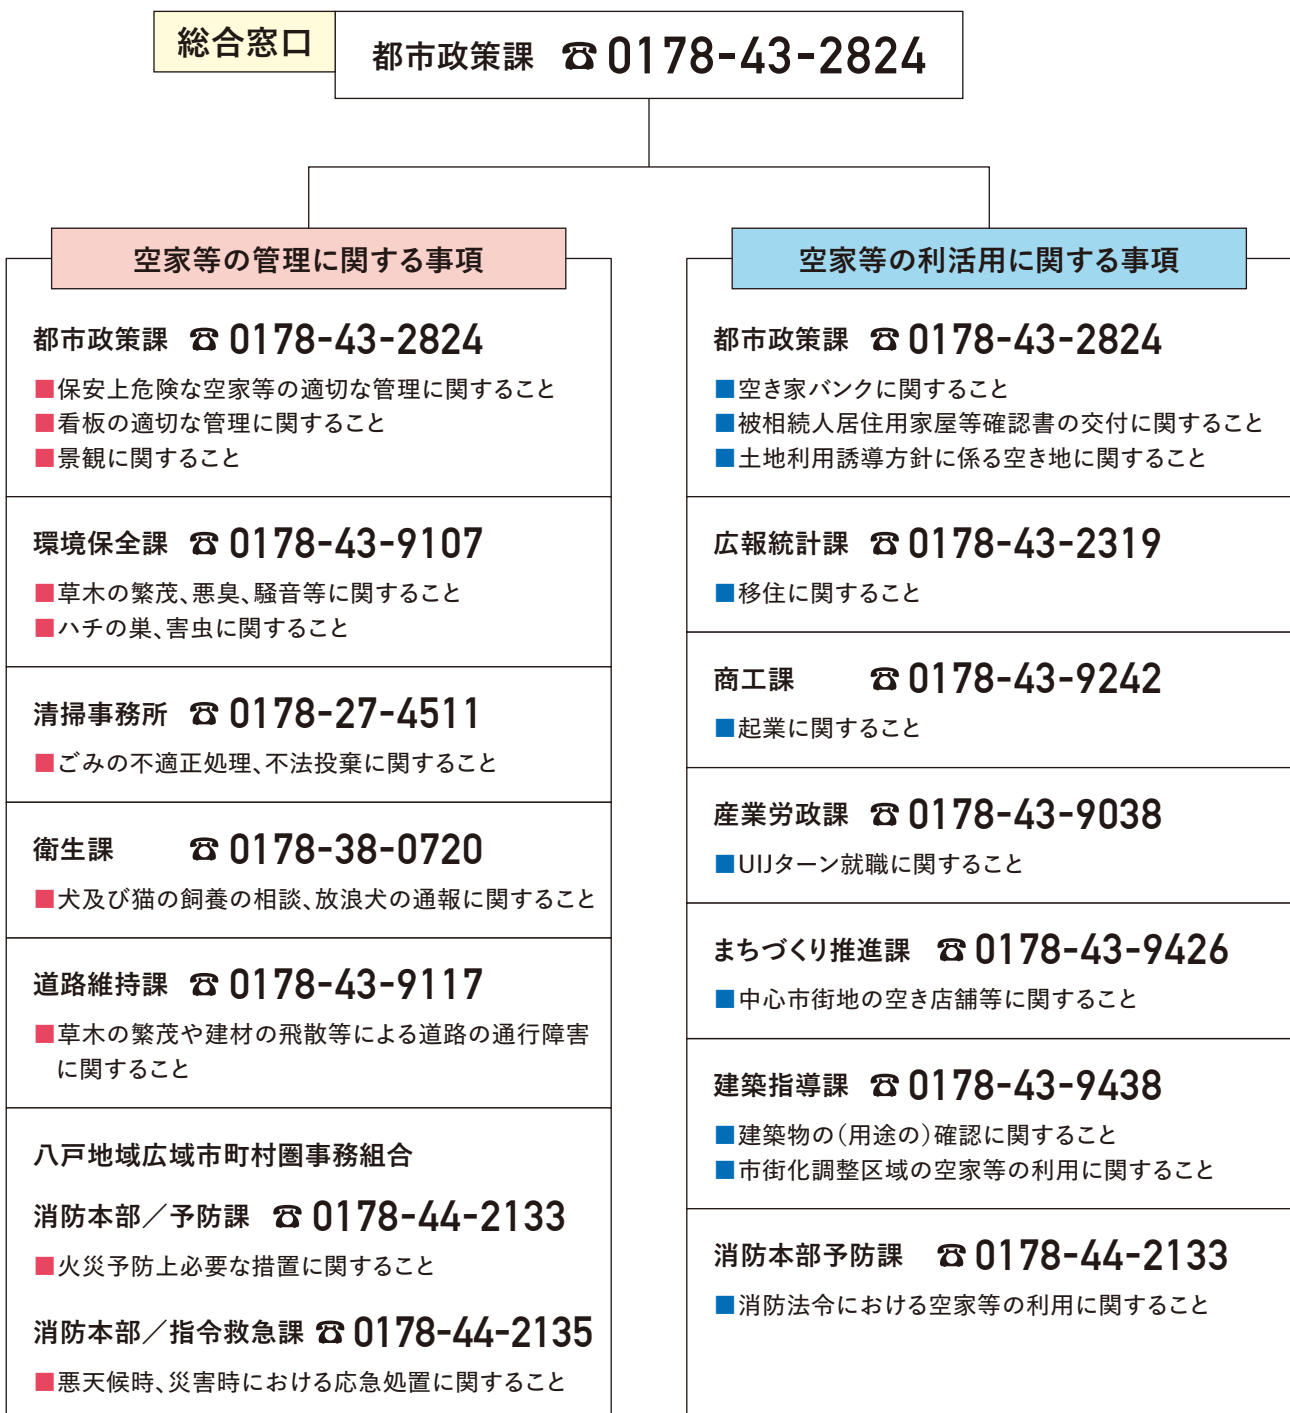 総合窓口
都市政策課 ☎ 0178-43-2824
空家等の管理に関する事項
都市政策課 ☎ 0178-43-2824
■保安上危険な空家等の適切な管理に関すること
■看板の適切な管理に関すること
■景観に関すること
環境保全課 ☎ 0178-43-9107
■草木の繁茂、悪臭、騒音等に関すること
■ハチの巣、害虫に関すること
清掃事務所 ☎ 0178-27-4511
■ごみの不適正処理、不法投棄に関すること
衛生課 ☎ 0178-38-0720
■犬及び猫の飼養の相談、放浪犬の通報に関すること
道路維持課 ☎ 0178-43-9117
■草木の繁茂や建材の飛散等による道路の通行障害
に関すること
八戸地域広域市町村圏事務組合
消防本部／予防課 ☎ 0178-44-2133
■火災予防上必要な措置に関すること
消防本部／指令救急課 ☎ 0178-44-2135
■悪天候時、災害時における応急処置に関すること
空家等の利活用に関する事項
都市政策課 ☎ 0178-43-2824
■空き家バンクに関すること
■被相続人居住用家屋等確認書の交付に関すること
■土地利用誘導方針に係る空き地に関すること
広報統計課 ☎ 0178-43-2319
■移住に関すること
商工課 ☎ 0178-43-9242
■起業に関すること
産業労政課 ☎ 0178-43-9038
■UIJターン就職に関すること
まちづくり推進課 ☎ 0178-43-9426
■中心市街地の空き店舗等に関すること
建築指導課 ☎ 0178-43-9438
■建築物の（用途の）確認に関すること
■市街化調整区域の空家等の利用に関すること
消防本部予防課 ☎ 0178-44-2133
■消防法令における空家等の利用に関すること